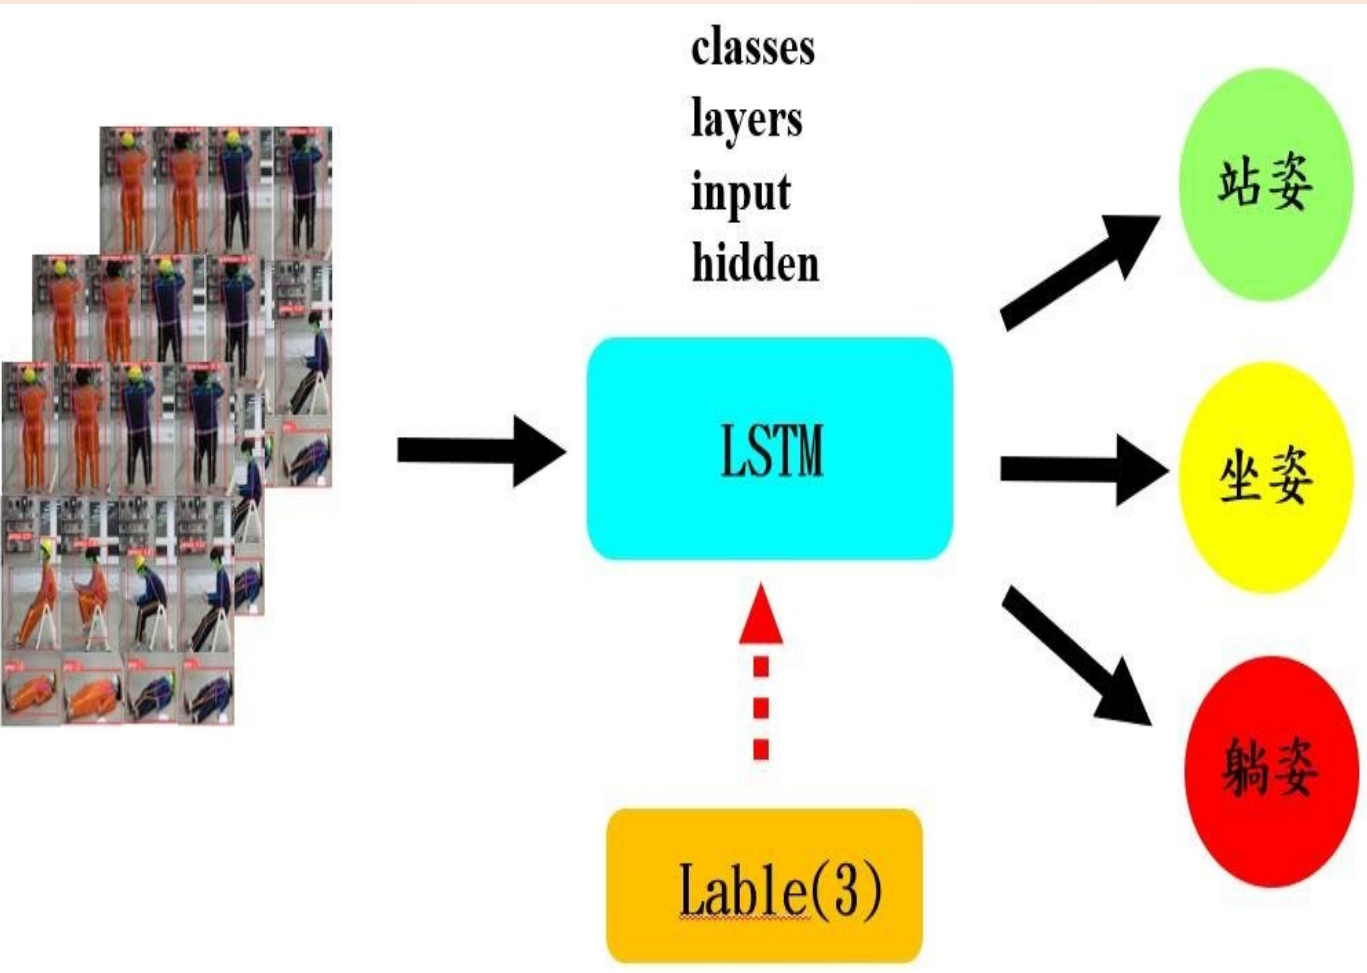 classes
layers
input
hidden
站姿
LSTM
坐姿
躺姿
Lable(3)